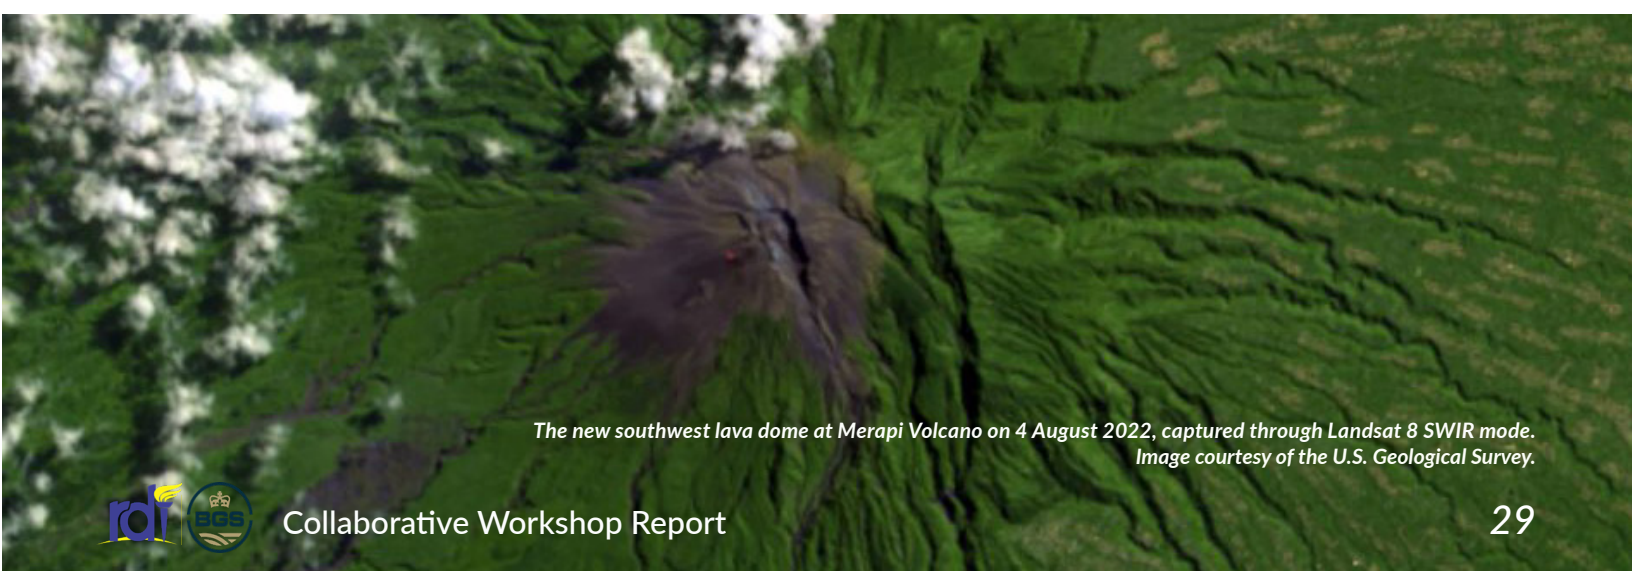 The new southwest lava dome at Merapi Volcano on 4 August 2022, captured through Landsat 8 SWIR mode.
Image courtesy of the U.S. Geological Survey.
rdi
BGS
Collaborative Workshop Report
29